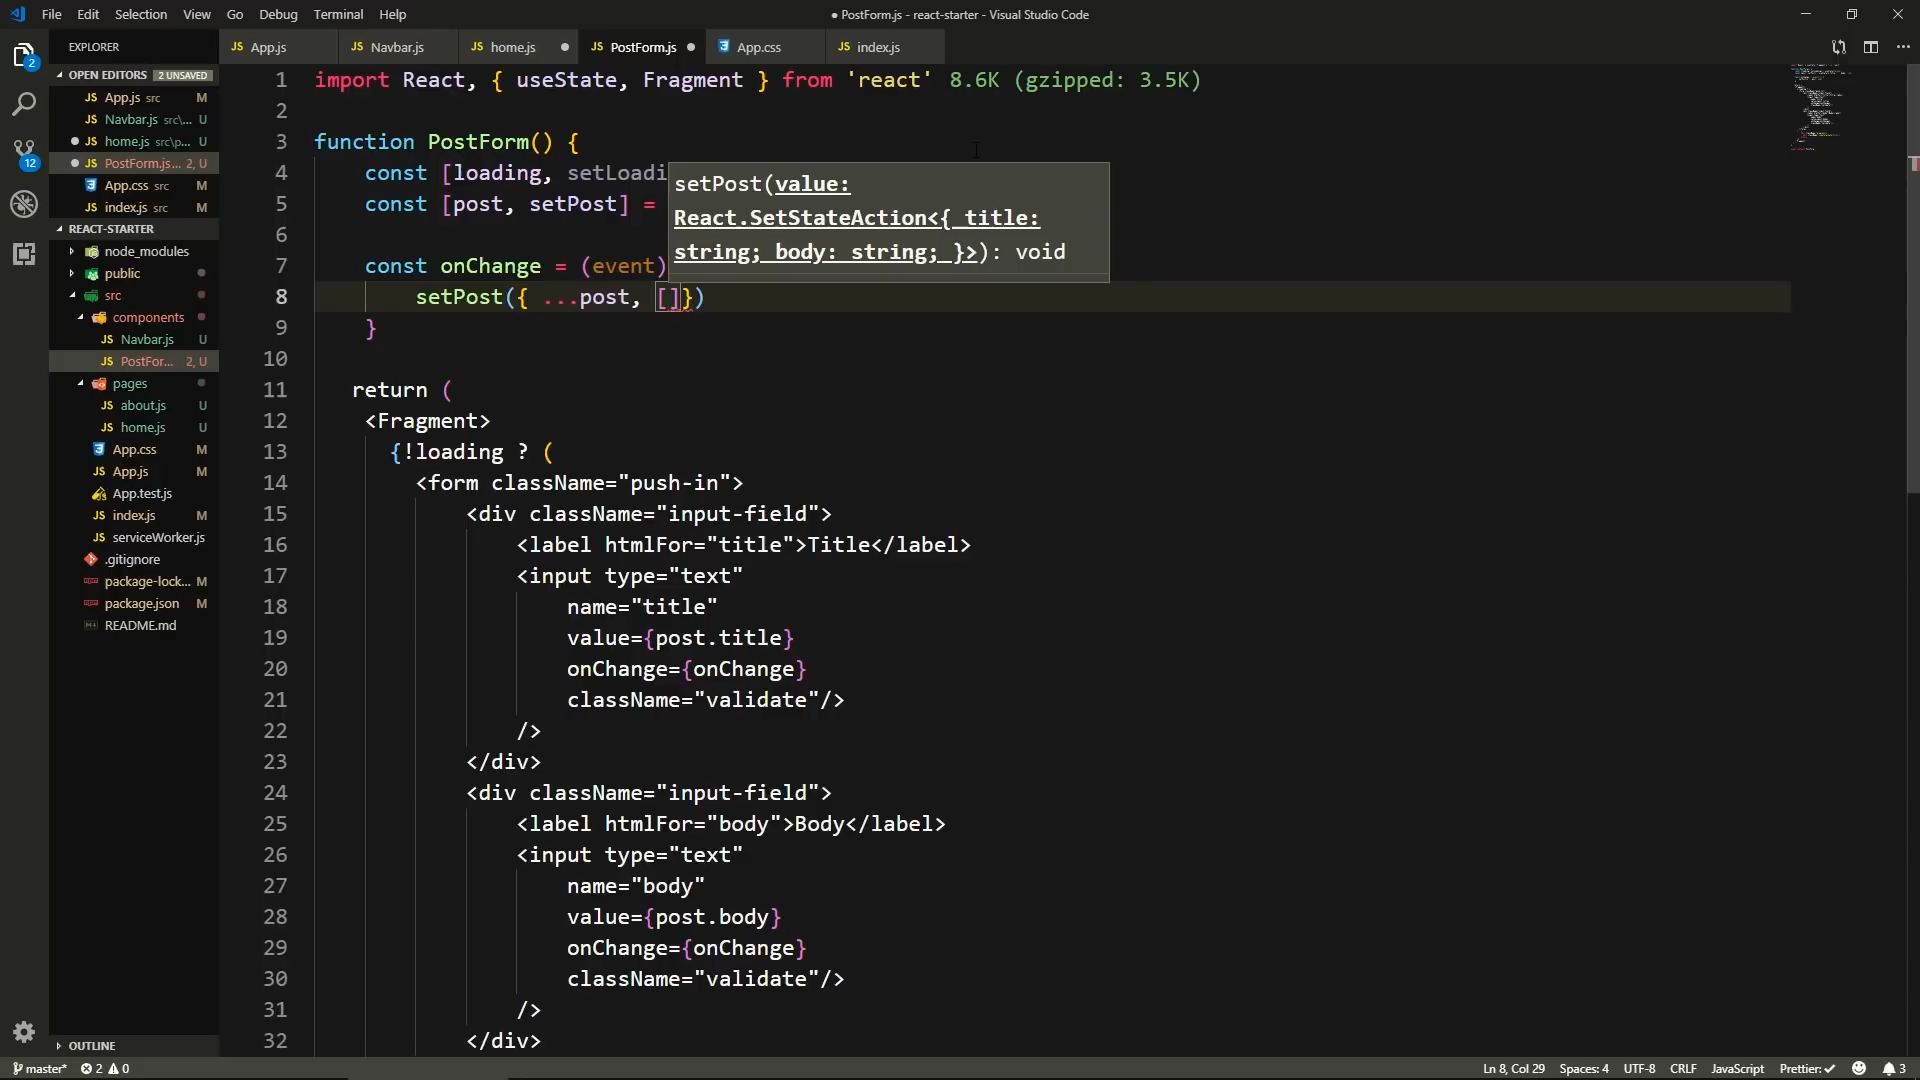 File Edit Selection View Go Debug Terminal Help
● PostForm.js - react-starter - Visual Studio Code
EXPLORER
OPEN EDITORS 2 UNSAVED
JS App.js src M
JS Navbar.js src\... U
JS home.js src\p... U
JS PostForm.js... 2, U
App.css src M
JS index.js src M
REACT-STARTER
node_modules
public
src
components
JS Navbar.js U
JS PostFor... 2, U
pages
JS about.js U
JS home.js U
App.css M
JS App.js M
App.test.js
JS index.js M
JS serviceWorker.js
.gitignore
package-lock... M
package.json M
README.md
OUTLINE
2
12
JS App.js JS Navbar.js JS home.js JS PostForm.js App.css JS index.js
1 import React, { useState, Fragment } from 'react' 8.6K (gzipped: 3.5K)
2
3 function PostForm() {
4 const [loading, setLoadi
5 const [post, setPost] =
6
7 const onChange = (event)
setPost(value:
React.SetStateAction<{ title:
string; body: string; }>): void
8 setPost({ ...post, []})
9 }
10
11 return (
12 <Fragment>
13 {!loading ? (
14 <form className="push-in">
15 <div className="input-field">
16 <label htmlFor="title">Title</label>
17 <input type="text"
18 name="title"
19 value={post.title}
20 onChange={onChange}
21 className="validate"/>
22 />
23 </div>
24 <div className="input-field">
25 <label htmlFor="body">Body</label>
26 <input type="text"
27 name="body"
28 value={post.body}
29 onChange={onChange}
30 className="validate"/>
31 />
32 </div>
master* 2 0 Ln 8, Col 29 Spaces: 4 UTF-8 CRLF JavaScript Prettier: ✓ 3